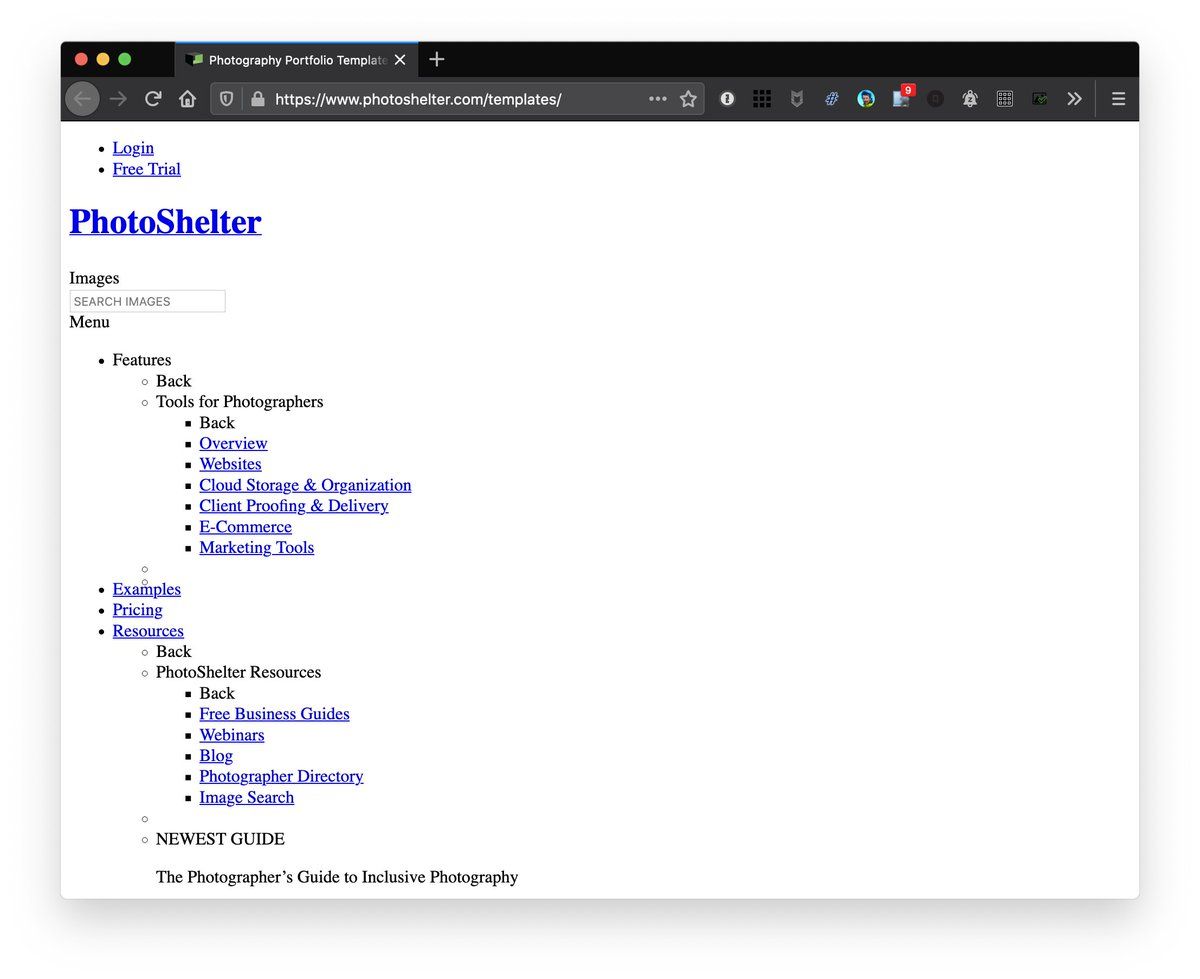 Photography Portfolio Template
https://www.photoshelter.com/templates/
9
Login
Free Trial
PhotoShelter
Images
SEARCH IMAGES
Menu
Features
Back
Tools for Photographers
Back
Overview
Websites
Cloud Storage & Organization
Client Proofing & Delivery
E-Commerce
Marketing Tools
Examples
Pricing
Resources
Back
PhotoShelter Resources
Back
Free Business Guides
Webinars
Blog
Photographer Directory
Image Search
NEWEST GUIDE
The Photographer’s Guide to Inclusive Photography